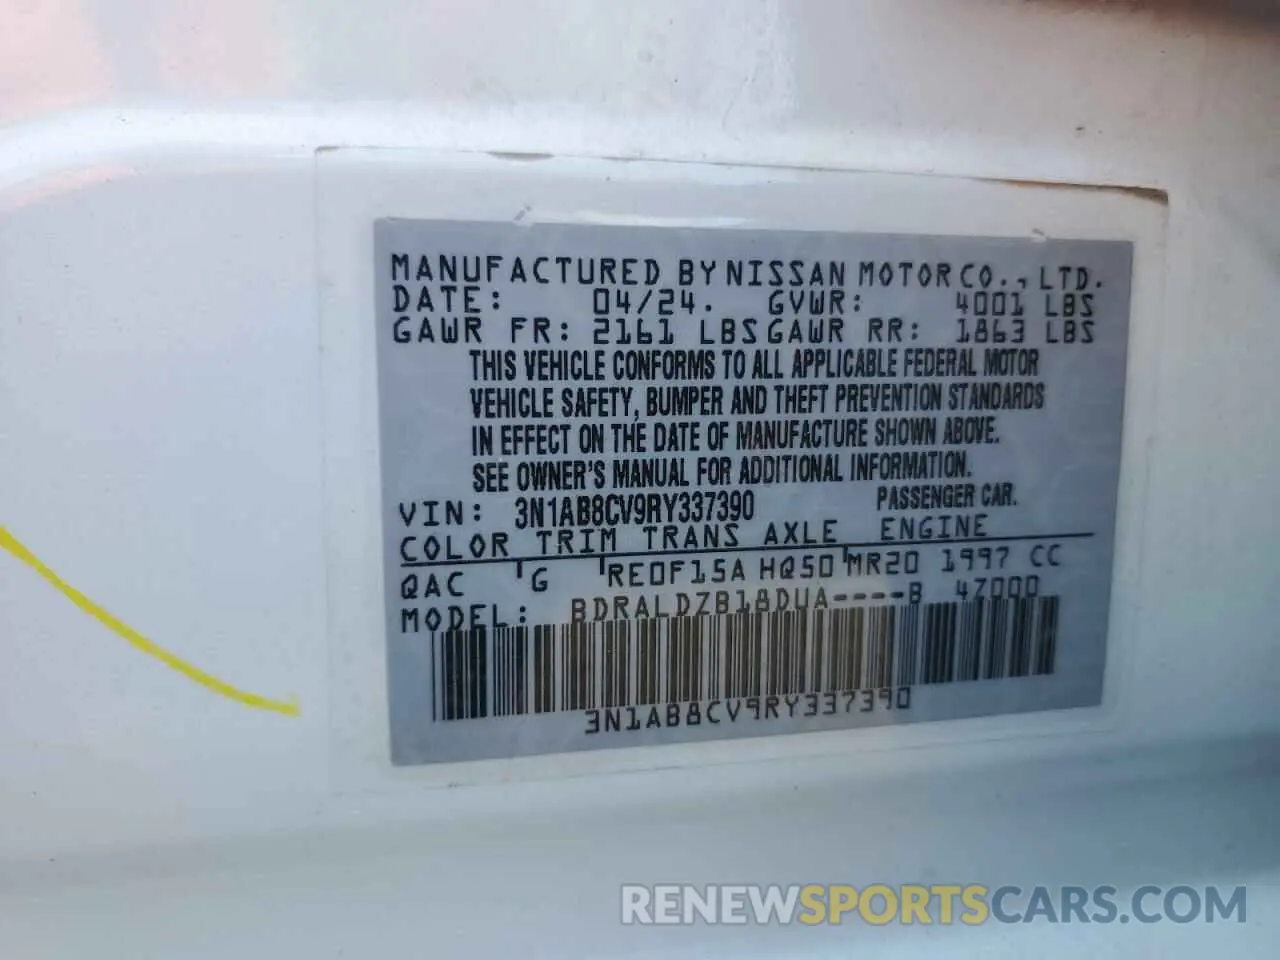 MANUFACTURED BY NISSAN MOTOR CO., LTD.
DATE: 04/24. GVWR: 4001 LBS
GAWR FR: 2161 LBS GAWR RR: 1863 LBS
THIS VEHICLE CONFORMS TO ALL APPLICABLE FEDERAL MOTOR
VEHICLE SAFETY, BUMPER AND THEFT PREVENTION STANDARDS
IN EFFECT ON THE DATE OF MANUFACTURE SHOWN ABOVE.
SEE OWNER'S MANUAL FOR ADDITIONAL INFORMATION.
VIN: 3N1AB8CV9RY337390 PASSENGER CAR.
COLOR TRIM TRANS AXLE ENGINE
QAC G RE0F15A HQ50 MR20 1997 CC
MODEL: BDRALDZB18DUA----B 4Z000
3N1AB8CV9RY337390
RENEWSPORTSCARS.COM